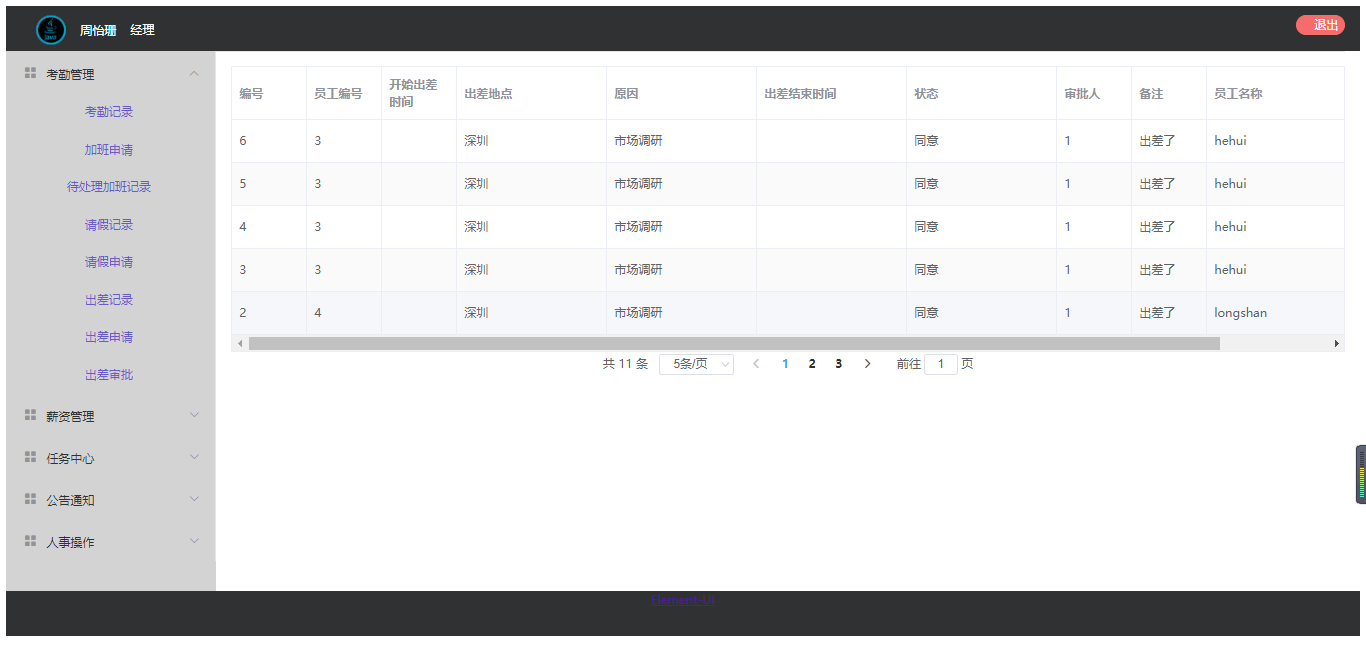 周怡珊 经理
退出
考勤管理
考勤记录
加班申请
待处理加班记录
请假记录
请假申请
出差记录
出差申请
出差审批
薪资管理
任务中心
公告通知
人事操作
编号 员工编号 开始出差时间 出差地点 原因 出差结束时间 状态 审批人 备注 员工名称
6 3 深圳 市场调研 同意 1 出差了 hehui
5 3 深圳 市场调研 同意 1 出差了 hehui
4 3 深圳 市场调研 同意 1 出差了 hehui
3 3 深圳 市场调研 同意 1 出差了 hehui
2 4 深圳 市场调研 同意 1 出差了 longshan
共 11 条 5条/页 1 2 3 前往 1 页
Element-UI